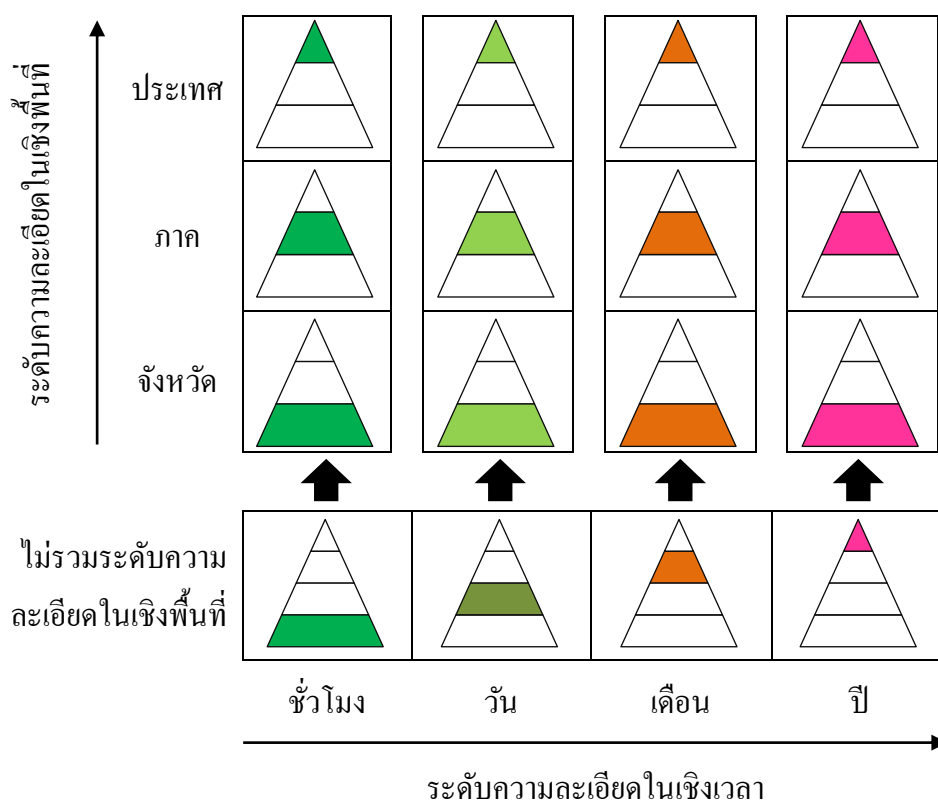 ระดับความละเอียดในเชิงพื้นที่
ประเทศ
ภาค
จังหวัด
ไม่รวมระดับความ
ละเอียดในเชิงพื้นที่
ชั่วโมง
วัน
เดือน
ปี
ระดับความละเอียดในเชิงเวลา